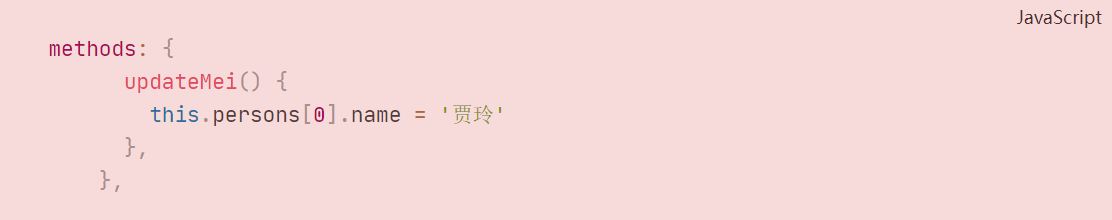 JavaScript
methods: {
updateMei() {
this.persons[0].name = '贾玲'
},
},